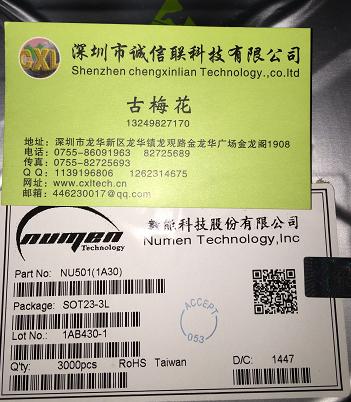 CXL
深圳市诚信联科技有限公司
Shenzhen chengxinlian Technology.,co.ltd
古梅花
13249827170
地址：深圳市龙华新区龙华镇龙观路金龙华广场金龙阁1908
电话：0755-86091963 82725689
传真：0755-82725693
QQ：1139196806 1262314675
网址：www.cxltech.cn
邮箱：446230017@qq.com
numen
Technology
能科技股份有限公司
Numen Technology,Inc
Part No: NU501(1A30)
Package: SOT23-3L
Lot No.: 1AB430-1
ACCEPT
053
Q'ty: 3000pcs RoHS Taiwan D/C: 1447